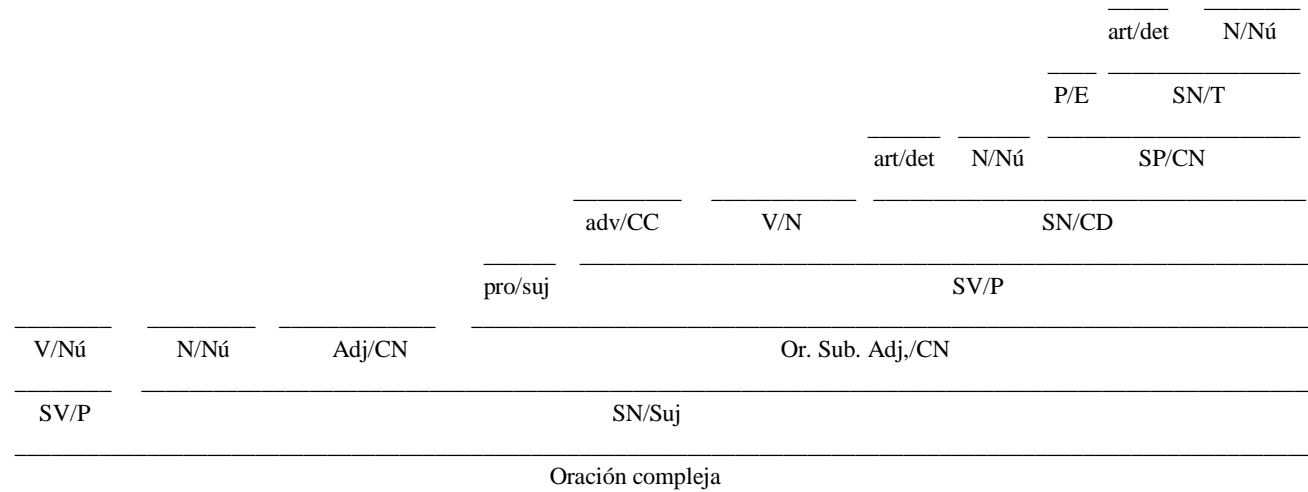 art/det N/Nú
P/E SN/T
art/det N/Nú SP/CN
adv/CC V/N SN/CD
pro/suj SV/P
V/Nú N/Nú Adj/CN Or. Sub. Adj,/CN
SV/P SN/Suj
Oración compleja